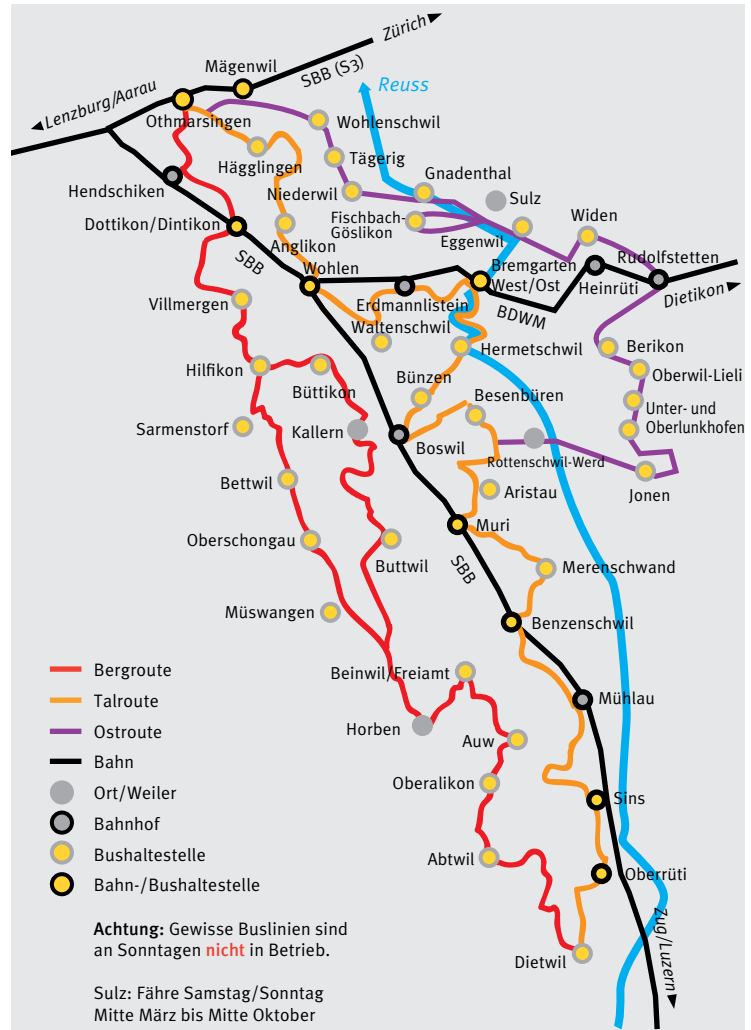 Zürich
Mägenwil
SBB (S3)
Lenzburg/Aarau
Reuss
Othmarsingen
Wohlenschwil
Hägglingen
Tägerig
Gnadenthal
Hendschiken
Niederwil
Sulz
Fischbach-
Göslikon
Widen
Dottikon/Dintikon
Eggenwil
Anglikon
Rudolfstetten
SBB
Wohlen
Bremgarten
West/Ost
Heinrüti
Erdmannlistein
Dietikon
Villmergen
BDWM
Waltenschwil
Hermetschwil
Berikon
Hilfikon
Oberwil-Lieli
Büttikon
Bünzen
Besenbüren
Unter- und
Oberlunkhofen
Sarmenstorf
Kallern
Boswil
Rottenschwil-Werd
Bettwil
Jonen
Aristau
Muri
Oberschongau
Buttwil
SBB
Merenschwand
Müswangen
Benzenschwil
Bergroute
Beinwil/Freiamt
Talroute
Mühlau
Ostroute
Horben
Auw
Bahn
Oberalikon
Ort/Weiler
Sins
Bahnhof
Bushaltestelle
Abtwil
Bahn-/Bushaltestelle
Oberrüti
Achtung: Gewisse Buslinien sind
an Sonntagen nicht in Betrieb.
Zug/Luzern
Dietwil
Sulz: Fähre Samstag/Sonntag
Mitte März bis Mitte Oktober